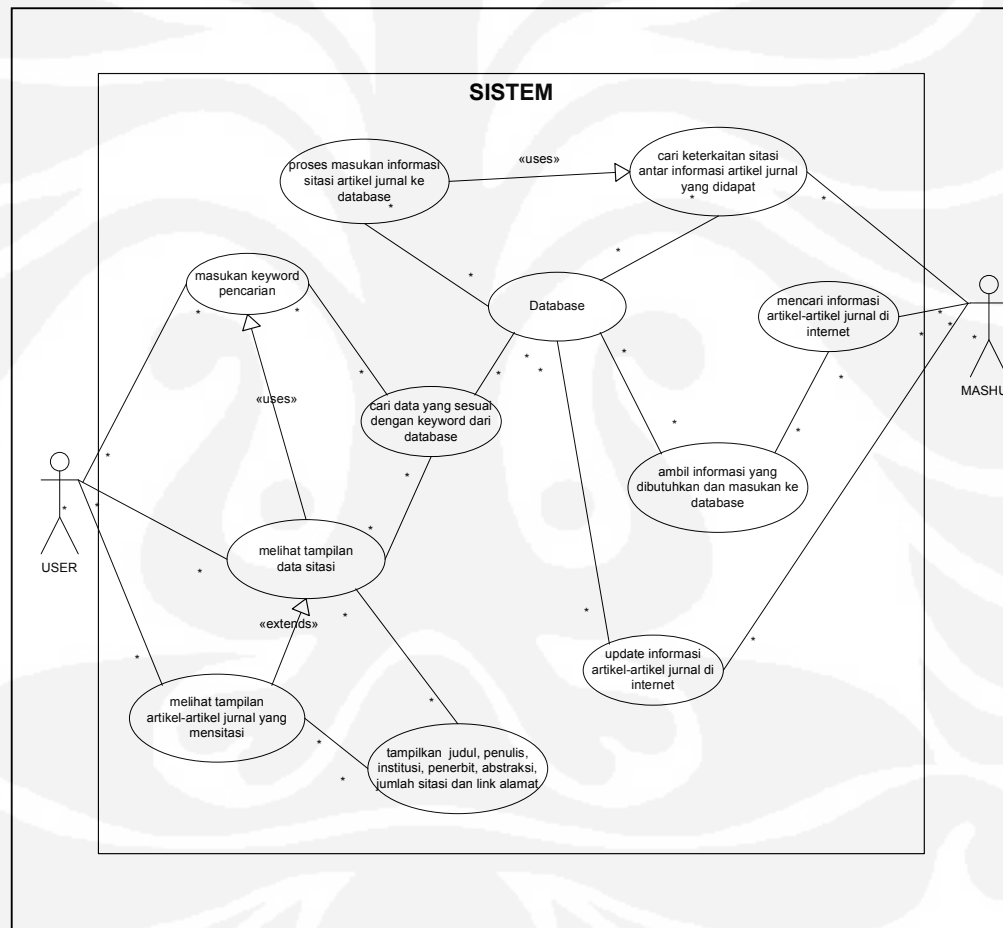 SISTEM
proses masukan informasi
sitasi artikel jurnal ke
database
«uses»
cari keterkaitan sitasi
antar informasi artikel jurnal
yang didapat
masukan keyword
pencarian
Database
mencari informasi
artikel-artikel jurnal di
internet
MASHU
«uses»
cari data yang sesuai
dengan keyword dari
database
ambil informasi yang
dibutuhkan dan masukan ke
database
USER
melihat tampilan
data sitasi
«extends»
update informasi
artikel-artikel jurnal di
internet
melihat tampilan
artikel-artikel jurnal yang
mensitasi
tampilkan judul, penulis,
institusi, penerbit, abstraksi,
jumlah sitasi dan link alamat